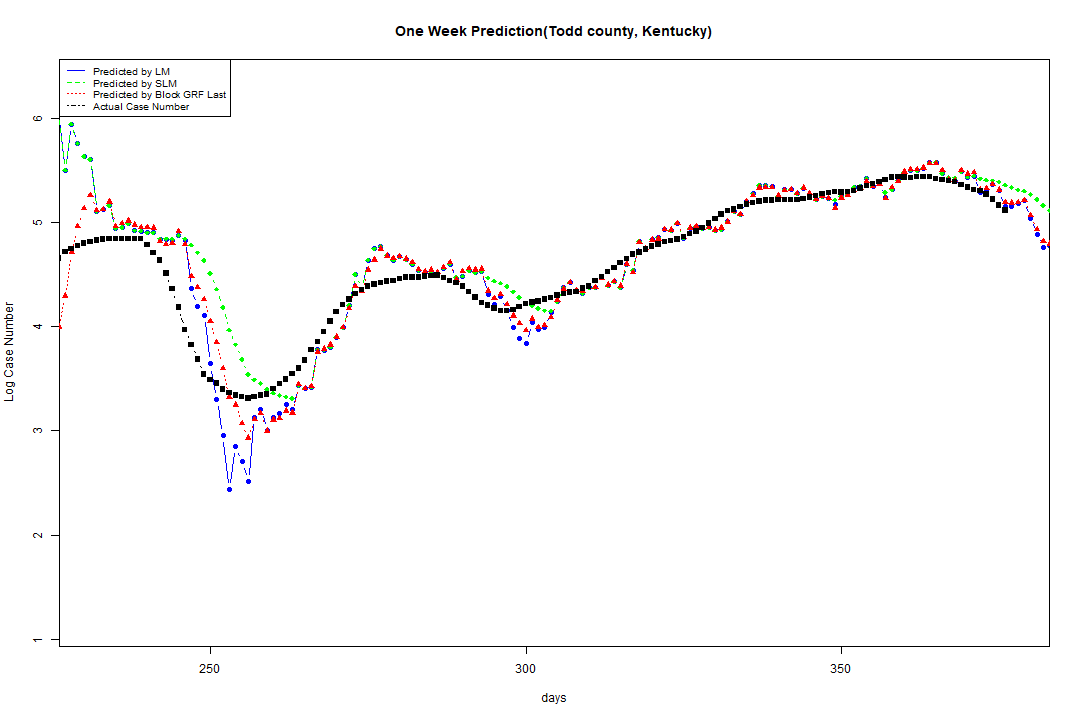 One Week Prediction(Todd county, Kentucky)
Predicted by LM
Predicted by SLM
Predicted by Block GRF Last
Actual Case Number
6
5
4
3
2
1
Log Case Number
250 300 350
days